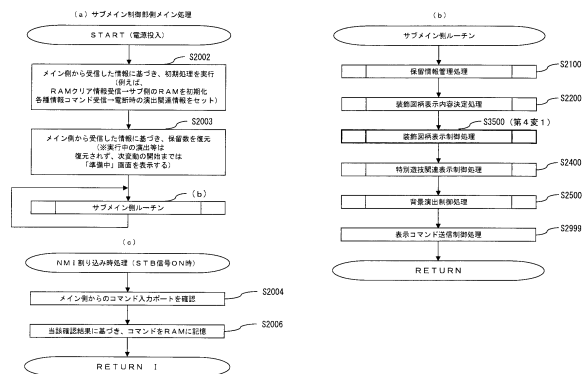 (a) サブメイン制御部側メイン処理
START (電源投入)
S2002
メイン側から受信した情報に基づき、初期処理を実行
(例えば、
RAMクリア情報受信→サブ側のRAMを初期化
各種情報コマンド受信→電断時の演出関連情報をセット)
S2003
メイン側から受信した情報に基づき、保留数を復元
(※実行中の演出等は
復元されず、次変動の開始までは
「準備中」画面を表示する)
(b)
サブメイン側ルーチン
(c)
NMi割り込み時処理 (STB信号ON時)
S2004
メイン側からのコマンド入力ポートを確認
S2006
当該確認結果に基づき、コマンドをRAMに記憶
RETURN I
(b)
サブメイン側ルーチン
S2100
保留情報管理処理
S2200
装飾図柄表示内容決定処理
S3500 (第4変1)
装飾図柄表示制御処理
S2400
特別遊技関連表示制御処理
S2500
背景演出制御処理
S2999
表示コマンド送信制御処理
RETURN